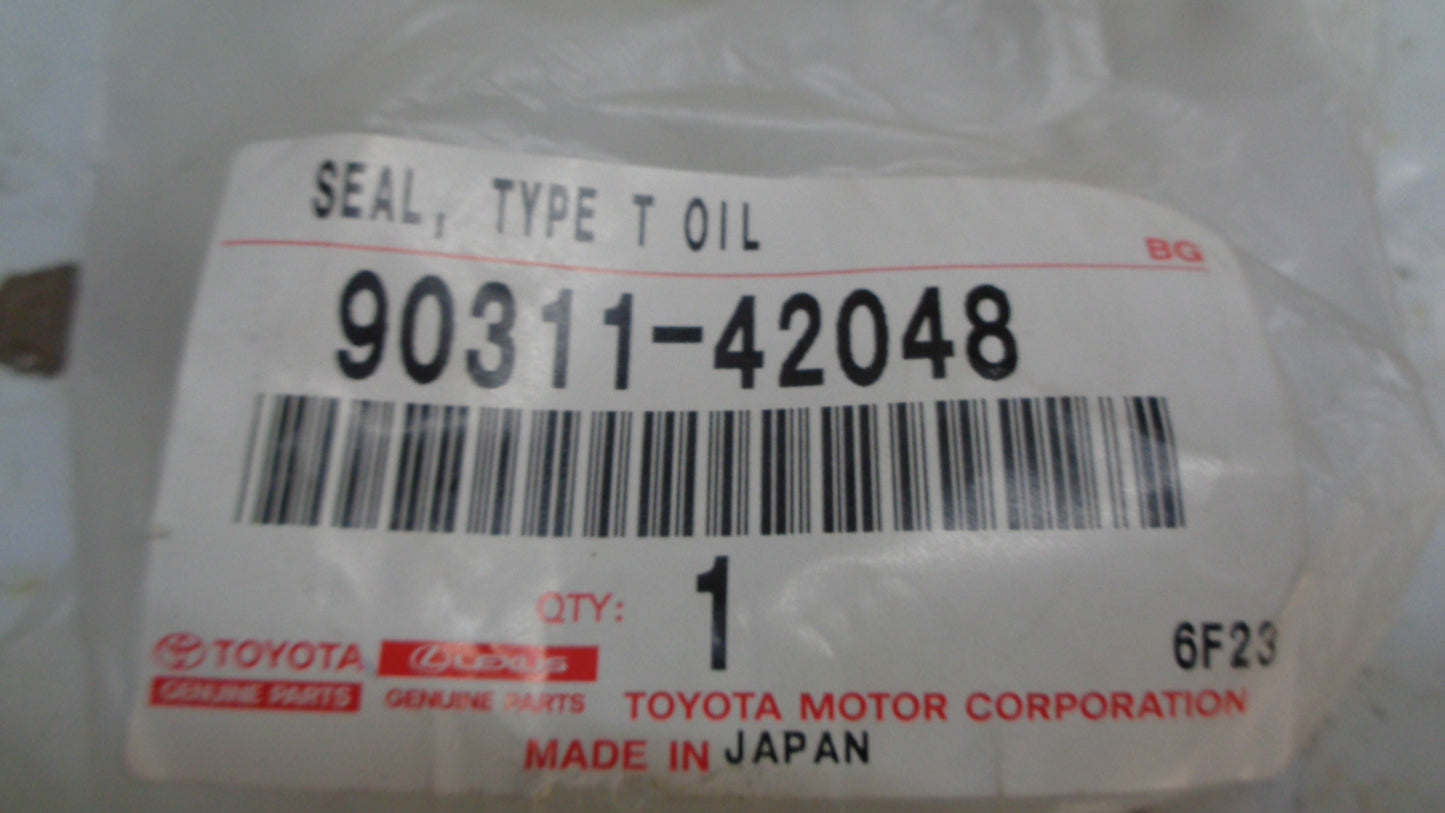 SEAL, TYPE T OIL
BG
90311-42048
QTY: 1
6F23
TOYOTA LEXUS
GENUINE PARTS GENUINE PARTS TOYOTA MOTOR CORPORATION
MADE IN JAPAN